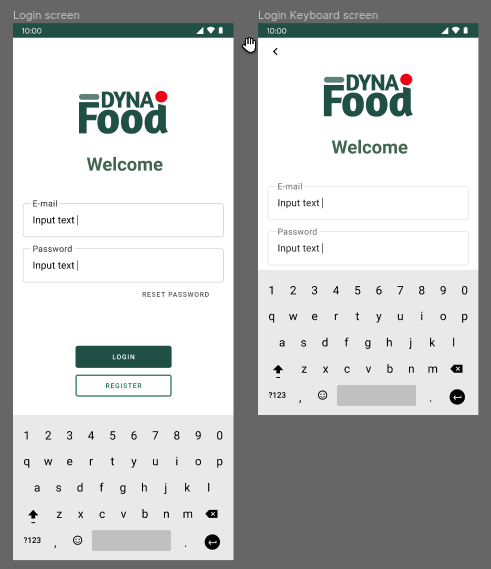 Login screen
10:00
DYNA
Food
Welcome
E-mail
Input text
Password
Input text
RESET PASSWORD
LOGIN
REGISTER
1 2 3 4 5 6 7 8 9 0
q w e r t y u i o p
a s d f g h j k l
z x c v b n m
?123 , .
Login Keyboard screen
10:00
DYNA
Food
Welcome
E-mail
Input text
Password
Input text
1 2 3 4 5 6 7 8 9 0
q w e r t y u i o p
a s d f g h j k l
z x c v b n m
?123 , .